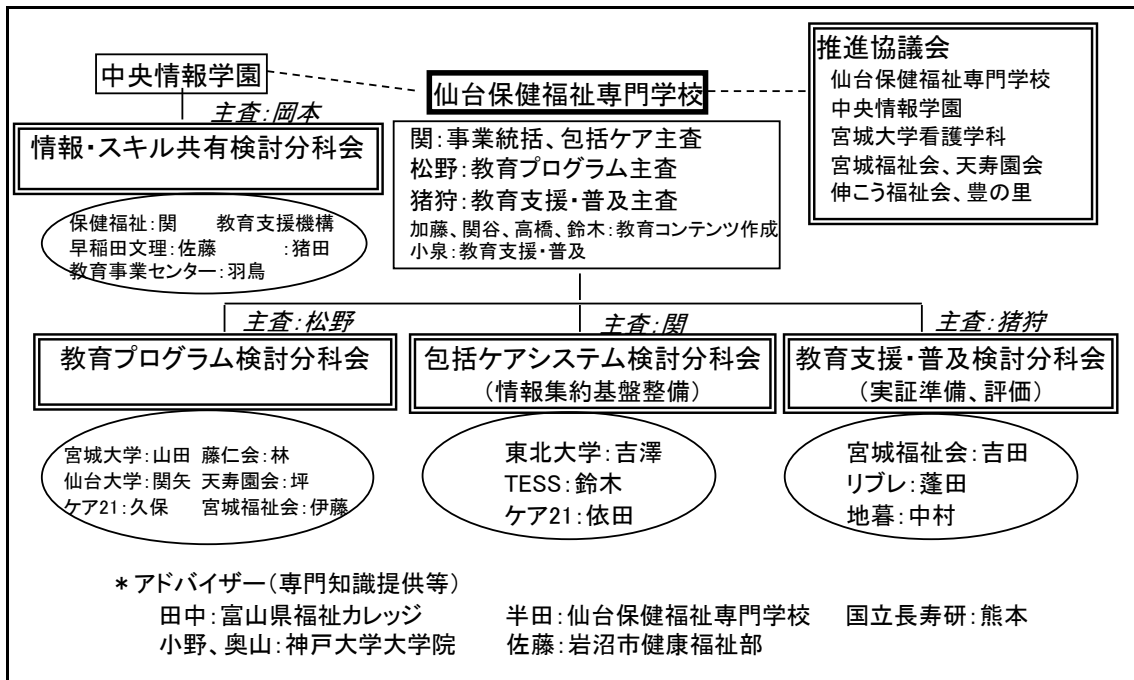 中央情報学園
主査:岡本
情報・スキル共有検討分科会
保健福祉:関　教育支援機構
早稲田文理:佐藤　:猪田
教育事業センター:羽鳥
仙台保健福祉専門学校
関:事業統括、包括ケア主査
松野:教育プログラム主査
猪狩:教育支援・普及主査
加藤、関谷、高橋、鈴木:教育コンテンツ作成
小泉:教育支援・普及
推進協議会
仙台保健福祉専門学校
中央情報学園
宮城大学看護学科
宮城福祉会、天寿園会
伸こう福祉会、豊の里
主査:松野
教育プログラム検討分科会
宮城大学:山田　藤仁会:林
仙台大学:関矢　天寿園会:坪
ケア21:久保　宮城福祉会:伊藤
主査:関
包括ケアシステム検討分科会
(情報集約基盤整備)
東北大学:吉澤
TESS:鈴木
ケア21:依田
主査:猪狩
教育支援・普及検討分科会
(実証準備、評価)
宮城福祉会:吉田
リブレ:蓬田
地暮:中村
＊アドバイザー(専門知識提供等)
田中:富山県福祉カレッジ　半田:仙台保健福祉専門学校　国立長寿研:熊本
小野、奥山:神戸大学大学院　佐藤:岩沼市健康福祉部